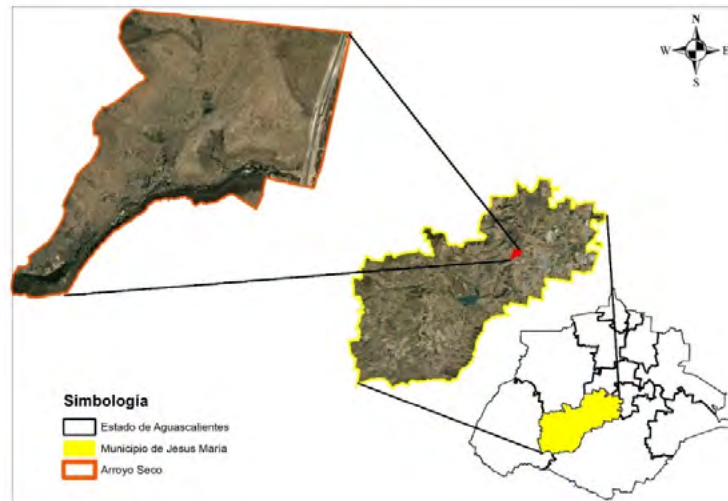 N
W E
S
Simbología
Estado de Aguascalientes
Municipio de Jesus Maria
Arroyo Seco